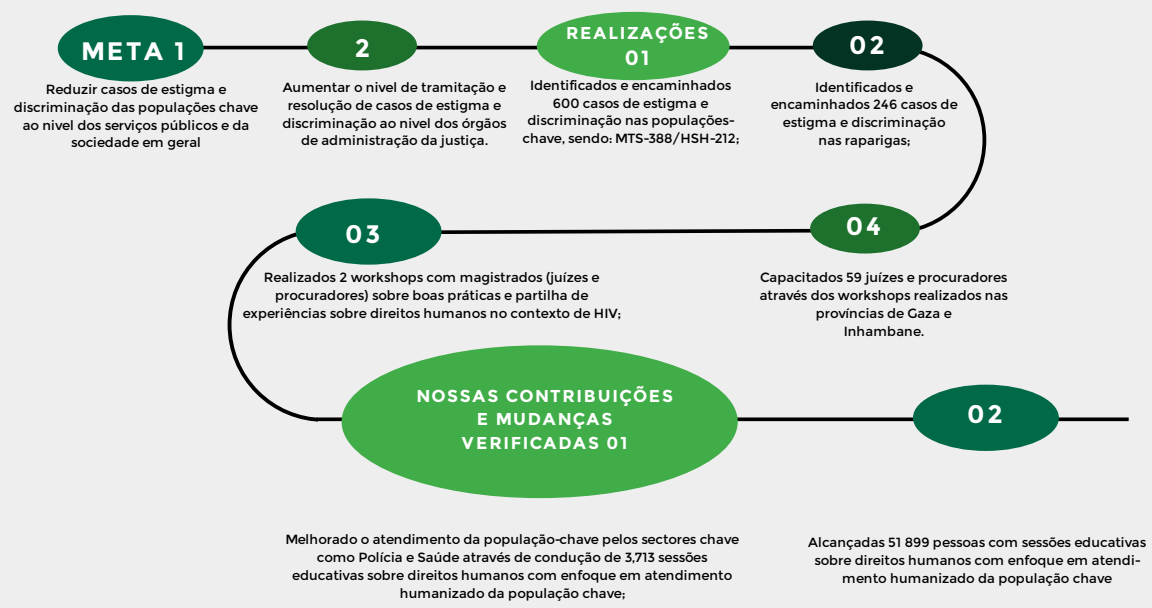 META 1
Reduzir casos de estigma e
discriminação das populações chave
ao nivel dos serviços públicos e da
sociedade em geral
2
Aumentar o nivel de tramitação e
resolução de casos de estigma e
discriminação ao nivel dos órgãos
de administração da justiça.
REALIZAÇÕES
01
Identificados e encaminhados
600 casos de estigma e
discriminação nas populações-
chave, sendo: MTS-388/HSH-212;
02
Identificados e
encaminhados 246 casos de
estigma e discriminação
nas raparigas;
03
Realizados 2 workshops com magistrados (juízes e
procuradores) sobre boas práticas e partilha de
experiências sobre direitos humanos no contexto de HIV;
04
Capacitados 59 juízes e procuradores
através dos workshops realizados nas
províncias de Gaza e
Inhambane.
NOSSAS CONTRIBUIÇÕES
E MUDANÇAS
VERIFICADAS 01
Melhorado o atendimento da população-chave pelos sectores chave
como Polícia e Saúde através de condução de 3,713 sessões
educativas sobre direitos humanos com enfoque em atendimento
humanizado da população chave;
02
Alcançadas 51 899 pessoas com sessões educativas
sobre direitos humanos com enfoque em atendi-
mento humanizado da população chave